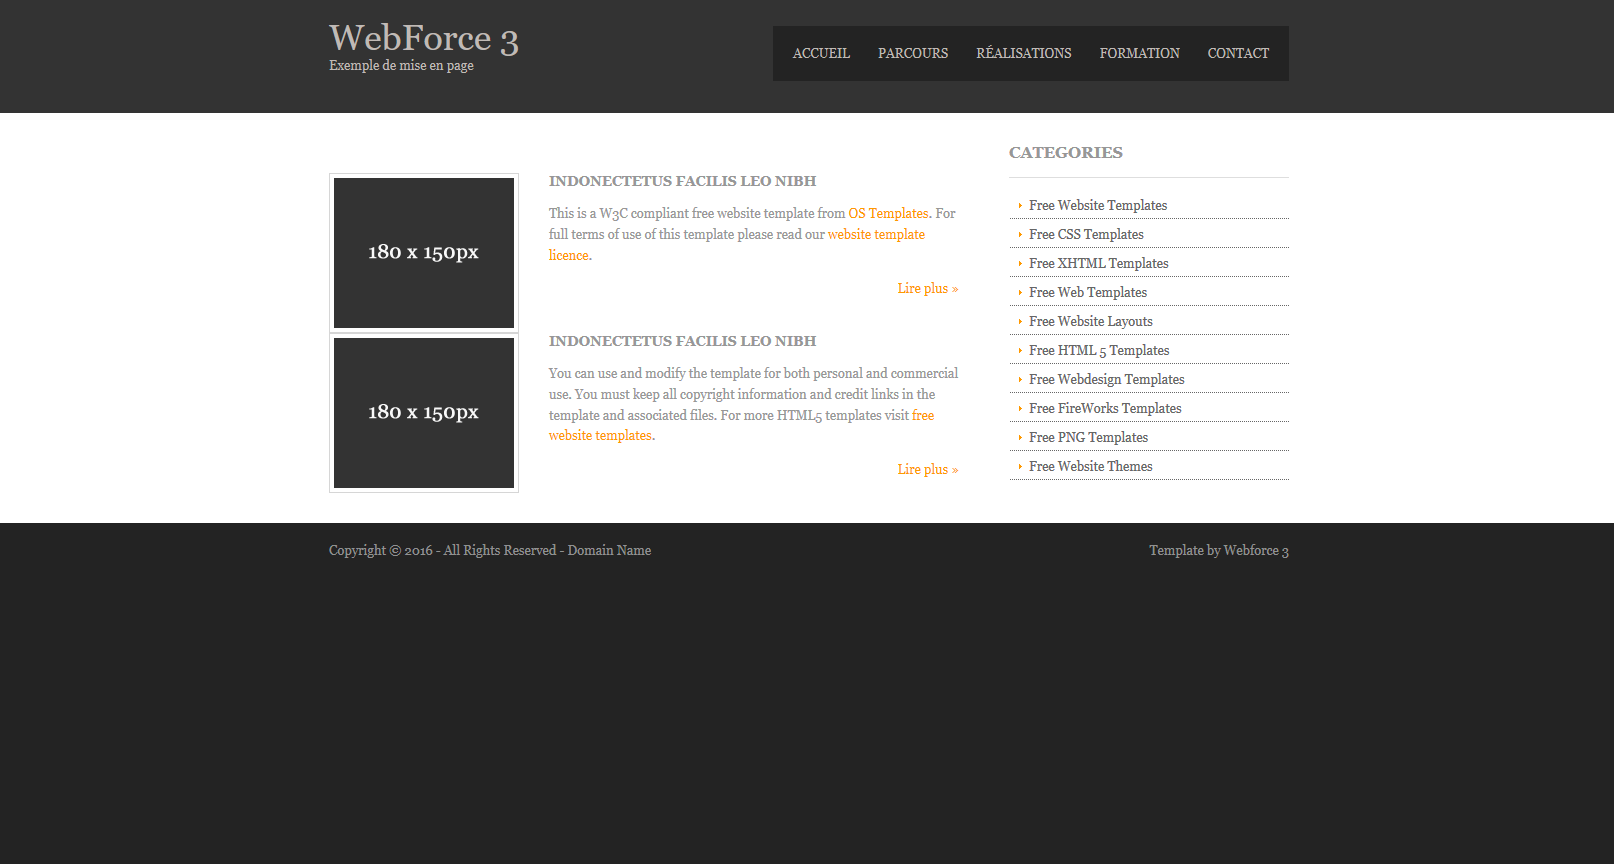 WebForce 3
Exemple de mise en page
ACCUEIL PARCOURS RÉALISATIONS FORMATION CONTACT
180 x 150px
INDONECTETUS FACILIS LEO NIBH
This is a W3C compliant free website template from OS Templates. For
full terms of use of this template please read our website template
licence.
Lire plus »
180 x 150px
INDONECTETUS FACILIS LEO NIBH
You can use and modify the template for both personal and commercial
use. You must keep all copyright information and credit links in the
template and associated files. For more HTML5 templates visit free
website templates.
Lire plus »
CATEGORIES
Free Website Templates
Free CSS Templates
Free XHTML Templates
Free Web Templates
Free Website Layouts
Free HTML 5 Templates
Free Webdesign Templates
Free FireWorks Templates
Free PNG Templates
Free Website Themes
Copyright © 2016 - All Rights Reserved - Domain Name
Template by Webforce 3